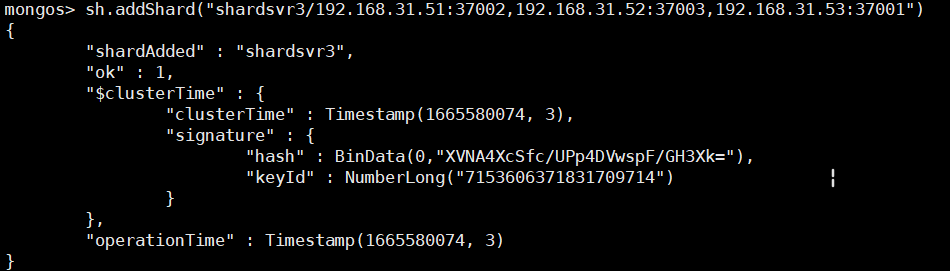 mongos> sh.addShard("shardsvr3/192.168.31.51:37002,192.168.31.52:37003,192.168.31.53:37001")
{
        "shardAdded" : "shardsvr3",
        "ok" : 1,
        "$clusterTime" : {
                "clusterTime" : Timestamp(1665580074, 3),
                "signature" : {
                        "hash" : BinData(0,"XVNA4XcSfc/UPp4DVwspF/GH3Xk="),
                        "keyId" : NumberLong("7153606371831709714")
                }
        },
        "operationTime" : Timestamp(1665580074, 3)
}